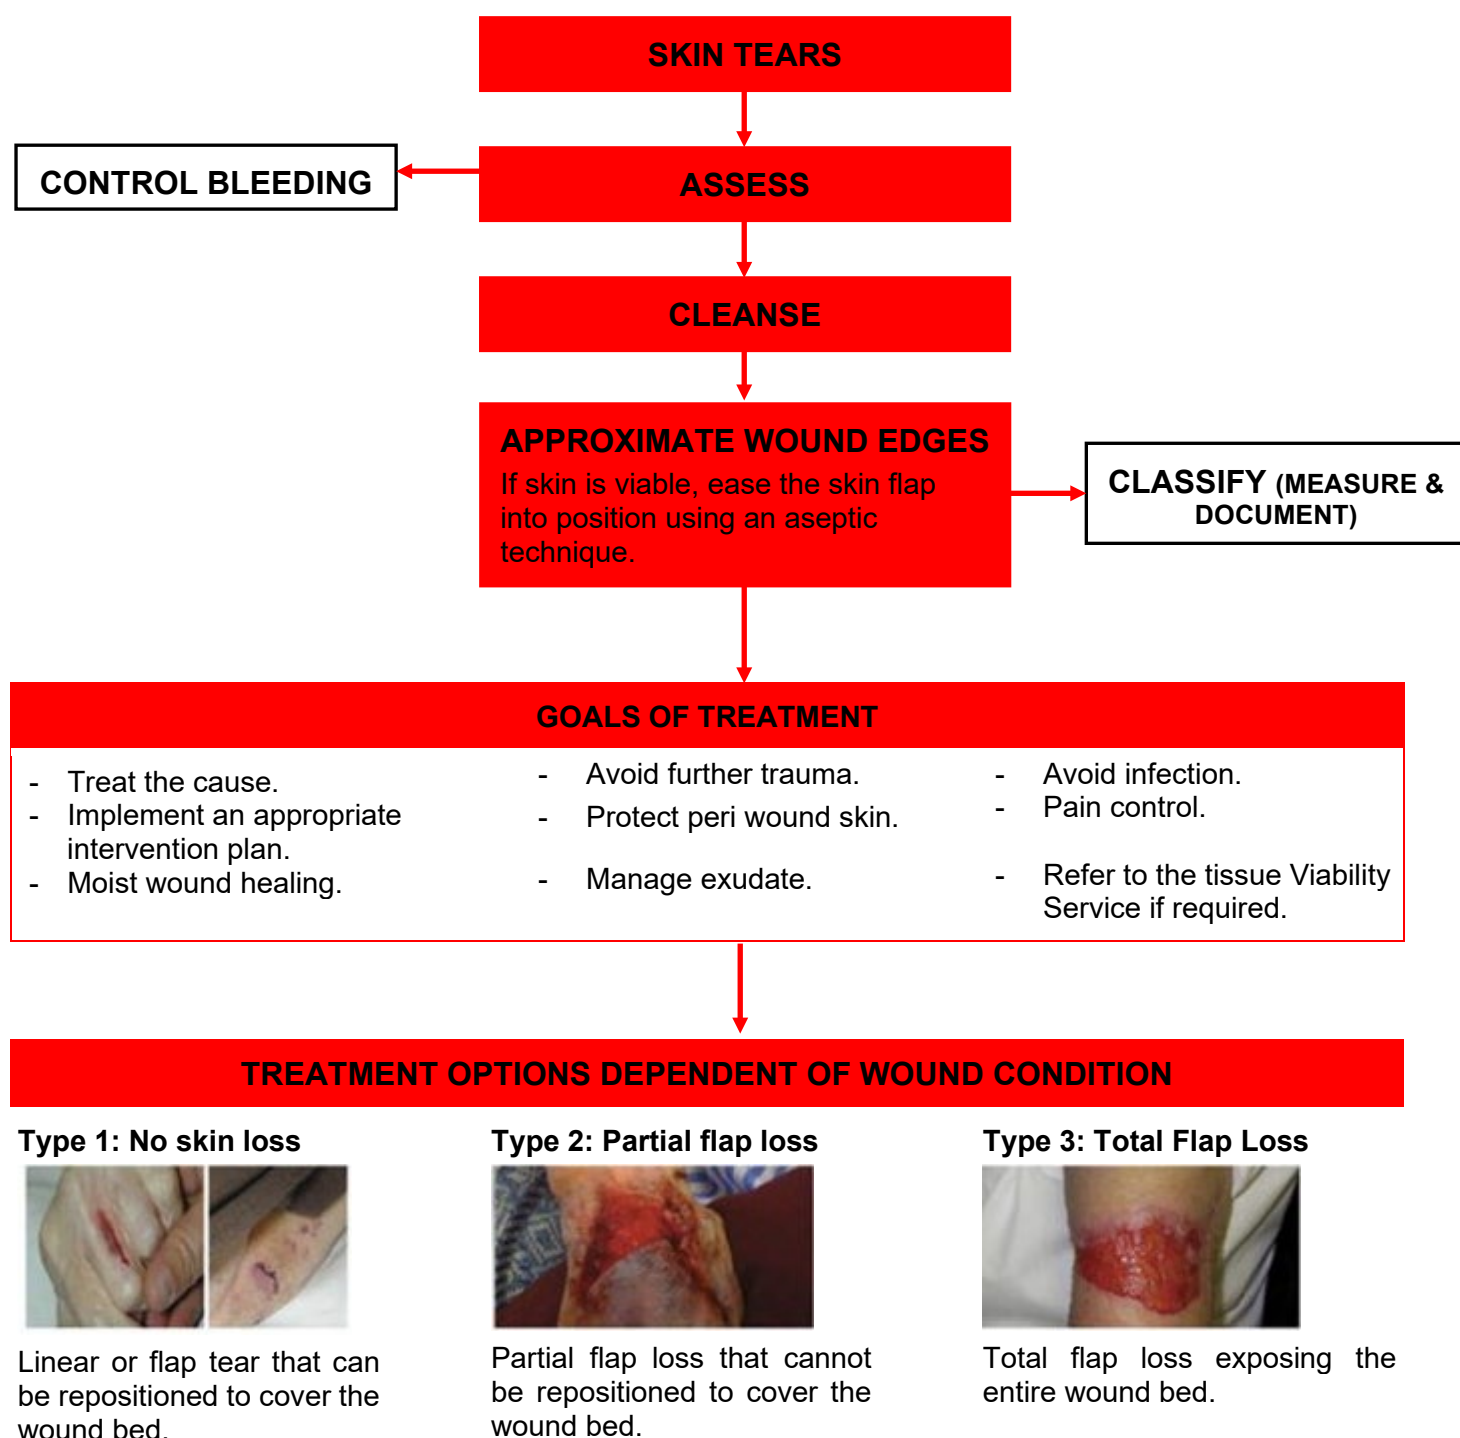 SKIN TEARS
CONTROL BLEEDING
ASSESS
CLEANSE
APPROXIMATE WOUND EDGES
If skin is viable, ease the skin flap
into position using an aseptic
technique.
CLASSIFY (MEASURE &
DOCUMENT)
GOALS OF TREATMENT
- Treat the cause.
- Implement an appropriate
intervention plan.
- Moist wound healing.
- Avoid further trauma.
- Protect peri wound skin.
- Manage exudate.
- Avoid infection.
- Pain control.
- Refer to the tissue Viability
Service if required.
TREATMENT OPTIONS DEPENDENT OF WOUND CONDITION
Type 1: No skin loss
Linear or flap tear that can
be repositioned to cover the
wound bed.
Type 2: Partial flap loss
Partial flap loss that cannot
be repositioned to cover the
wound bed.
Type 3: Total Flap Loss
Total flap loss exposing the
entire wound bed.